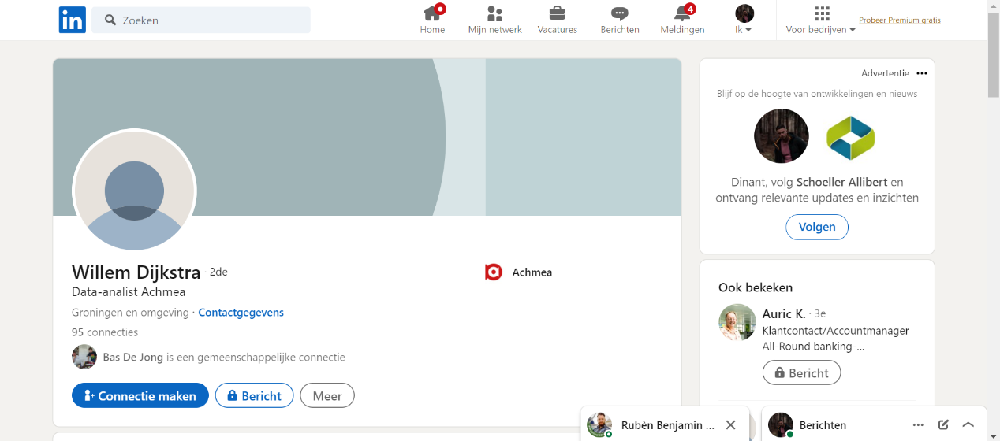 in
Zoeken
Home
Mijn netwerk
Vacatures
Berichten
4
Meldingen
Ik
Voor bedrijven
Probeer Premium gratis
Willem Dijkstra · 2de
Data-analist Achmea
Groningen en omgeving · Contactgegevens
95 connecties
Bas De Jong is een gemeenschappelijke connectie
Connectie maken
Bericht
Meer
Achmea
Advertentie
Blijf op de hoogte van ontwikkelingen en nieuws
Dinant, volg Schoeller Allibert en
ontvang relevante updates en inzichten
Volgen
Ook bekeken
Auric K. · 3e
Klantcontact/Accountmanager
All-Round banking-...
Bericht
Rubèn Benjamin ...
Berichten